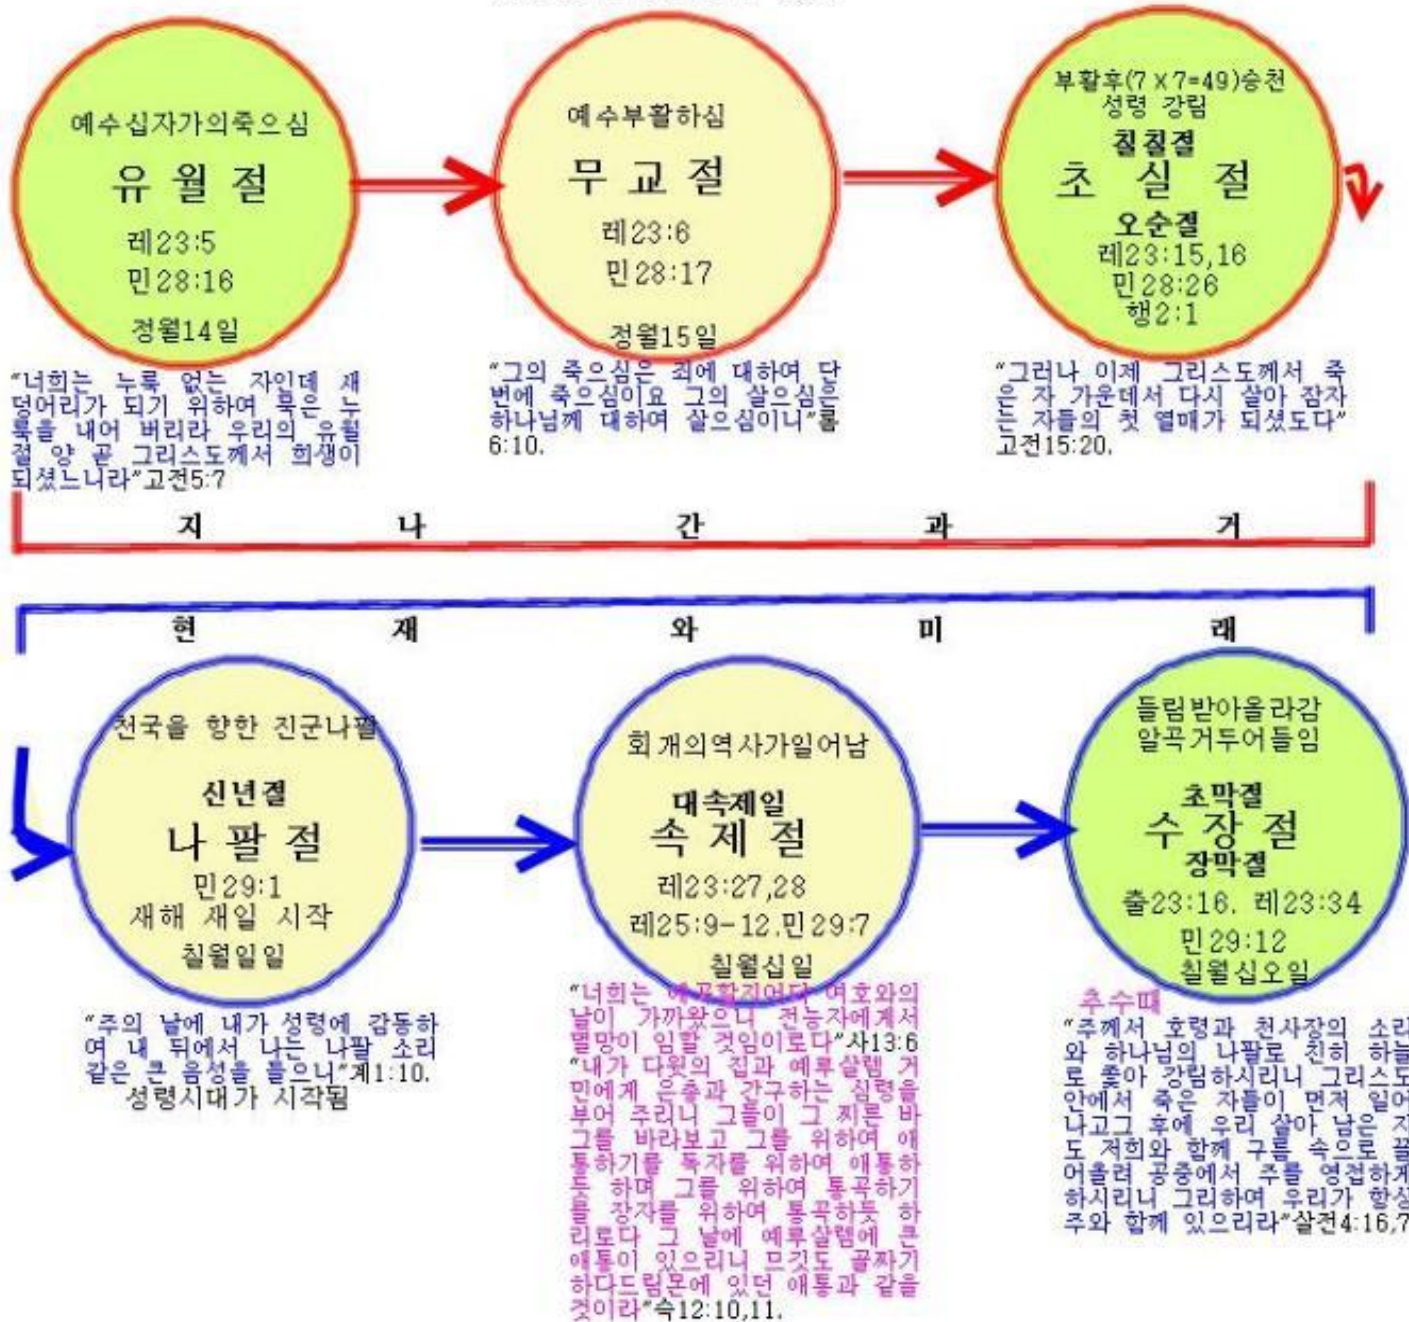 예수십자가의죽으심
유 월 절
레23:5
민28:16
정월14일
"너희는 누룩 없는 자인데 새
덩어리가 되기 위하여 묵은 누
룩을 내어 버리라 우리의 유월
절 양 곧 그리스도께서 희생이
되셨느니라"고전5:7
예수부활하심
무 교 절
레23:6
민28:17
정월15일
"그의 죽으심은 죄에 대하여 단
번에 죽으심이요 그의 살으심은
하나님께 대하여 살으심이니"롬
6:10.
부활후(7 X 7=49)승천
성령 강림
칠칠절
초 실 절
오순절
레23:15,16
민28:26
행2:1
"그러나 이제 그리스도께서 죽
은 자 가운데서 다시 살아 잠자
는 자들의 첫 열매가 되셨도다"
고전15:20.
지 나 간 과 거
현 재 와 미 래
천국을 향한 진군나팔
신년절
나 팔 절
민29:1
새해 재일 시작
칠월일일
"주의 날에 내가 성령에 감동하
여 내 뒤에서 나는 나팔 소리
같은 큰 음성을 들으니"계1:10.
성령시대가 시작됨
회개의역사가일어남
대속제일
속 제 절
레23:27,28
레25:9-12.민29:7
칠월십일
"너희는 애곡할지어다 여호와의
날이 가까왔으니 전능자에게서
멸망이 임할 것임이로다"사13:6
"내가 다윗의 집과 예루살렘 거
민에게 은총과 간구하는 심령을
부어 주리니 그들이 그 찌른 바
그를 바라보고 그를 위하여 애
통하기를 독자를 위하여 애통하
듯 하며 그를 위하여 통곡하기
를 장자를 위하여 통곡하듯 하
리로다 그 날에 예루살렘에 큰
애통이 있으리니 므깃도 골짜기
하다드림몬에 있던 애통과 같을
것이라"슥12:10,11.
들림받아올라감
알곡거두어들임
초막절
수 장 절
장막절
출23:16. 레23:34
민29:12
칠월십오일
추수때
"주께서 호령과 천사장의 소리
와 하나님의 나팔로 친히 하늘
로 좇아 강림하시리니 그리스도
안에서 죽은 자들이 먼저 일어
나고그 후에 우리 살아 남은 자
도 저희와 함께 구름 속으로 끌
어올려 공중에서 주를 영접하게
하시리니 그리하여 우리가 항상
주와 함께 있으리라"살전4:16,7